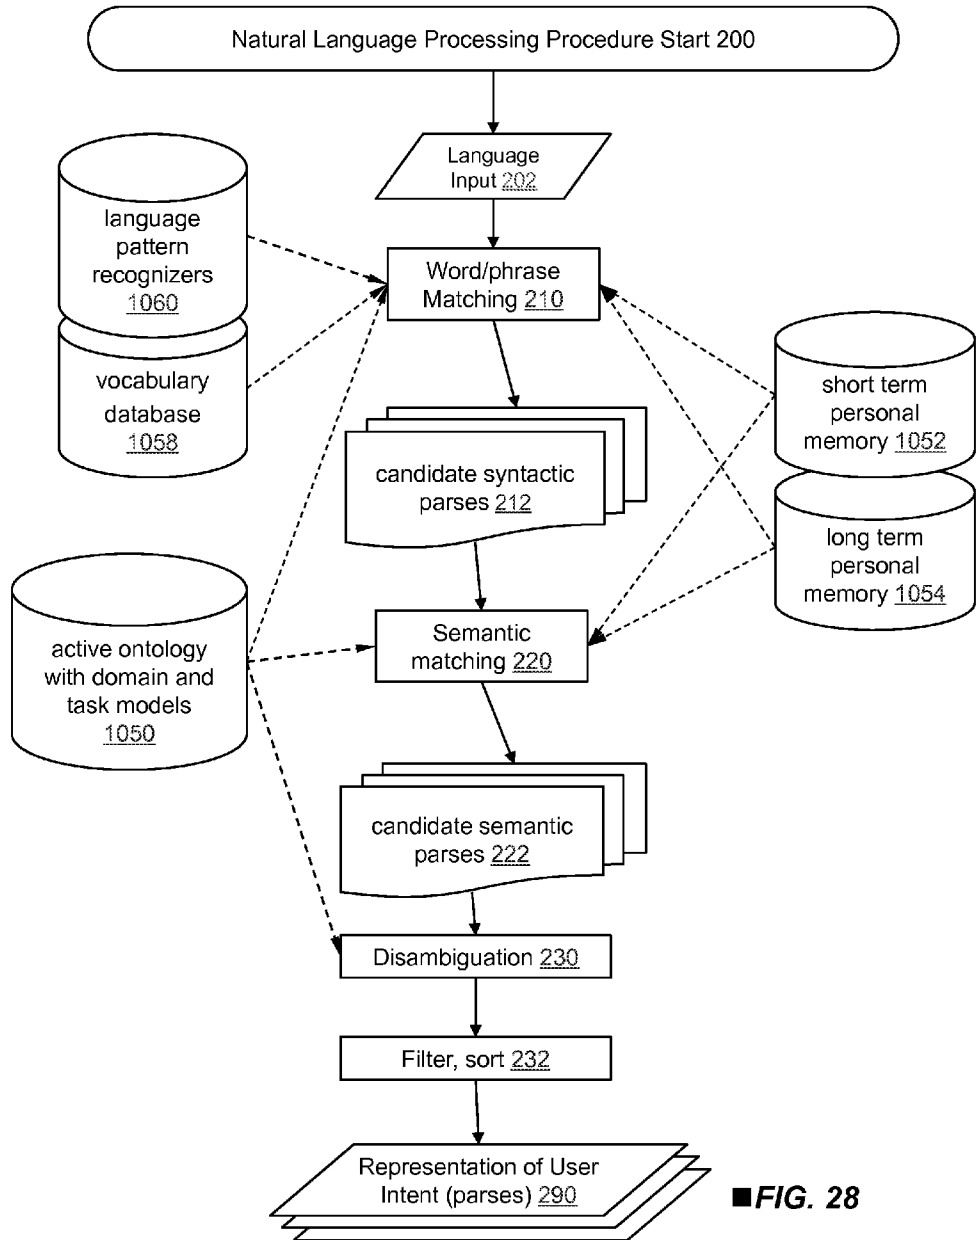 Natural Language Processing Procedure Start 200
Language
Input 202
language
pattern
recognizers
1060
Word/phrase
Matching 210
vocabulary
database
1058
short term
personal
memory 1052
candidate syntactic
parses 212
long term
personal
memory 1054
active ontology
with domain and
task models
1050
Semantic
matching 220
candidate semantic
parses 222
Disambiguation 230
Filter, sort 232
Representation of User
Intent (parses) 290
■FIG. 28